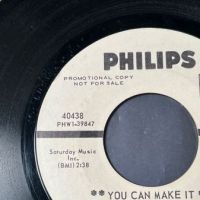 PHILIPS
PROMOTIONAL COPY
NOT FOR SALE
40438
PHW1-39847
Saturday Music
Inc.
(BMI) 2:38
** YOU CAN MAKE IT